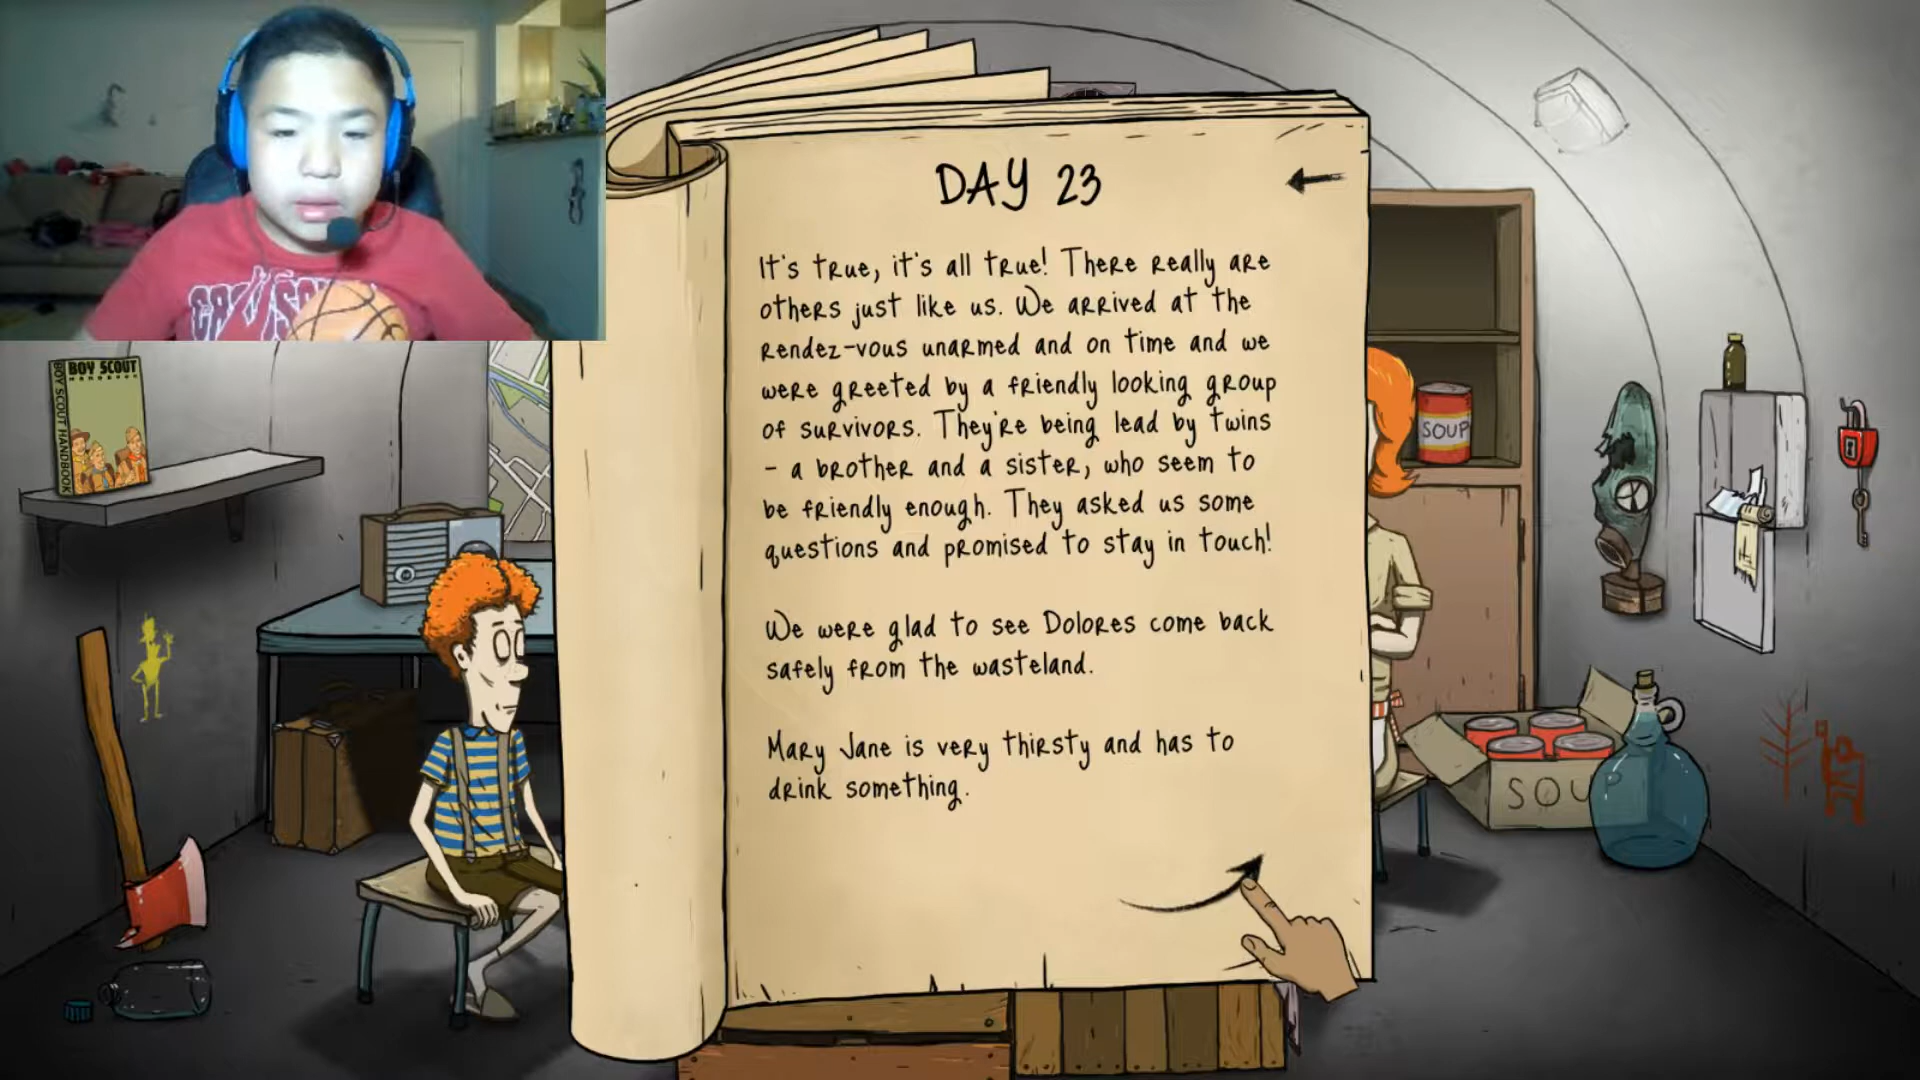 DAY 23
It's true, it's all true! There really are
others just like us. We arrived at the
rendez-vous unarmed and on time and we
were greeted by a friendly looking group
of survivors. They're being lead by twins
- a brother and a sister, who seem to
be friendly enough. They asked us some
questions and promised to stay in touch!
We were glad to see Dolores come back
safely from the wasteland.
Mary Jane is very thirsty and has to
drink something.
BOY SCOUT
HANDBOOK
BOY SCOUT HANDBOOK
SOUP
SOU